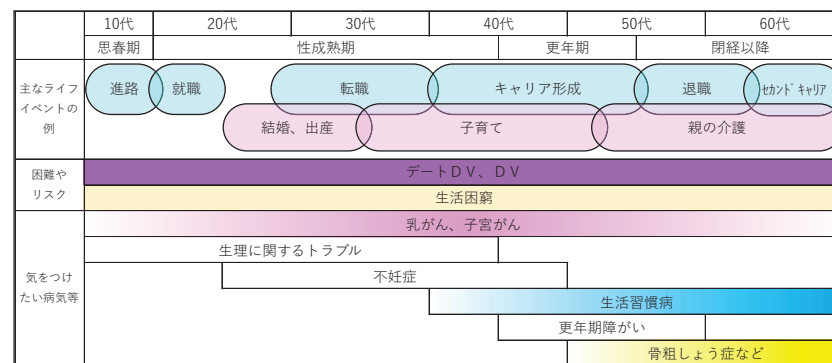 10代 20代 30代 40代 50代 60代
思春期 性成熟期 更年期 閉経以降
主なライフ
イベントの
例
進路 就職 転職 キャリア形成 退職 セカンドキャリア
結婚、出産 子育て 親の介護
困難や
リスク
デートDV、DV
生活困窮
気をつけ
たい病気等
乳がん、子宮がん
生理に関するトラブル
不妊症
生活習慣病
更年期障がい
骨粗しょう症など